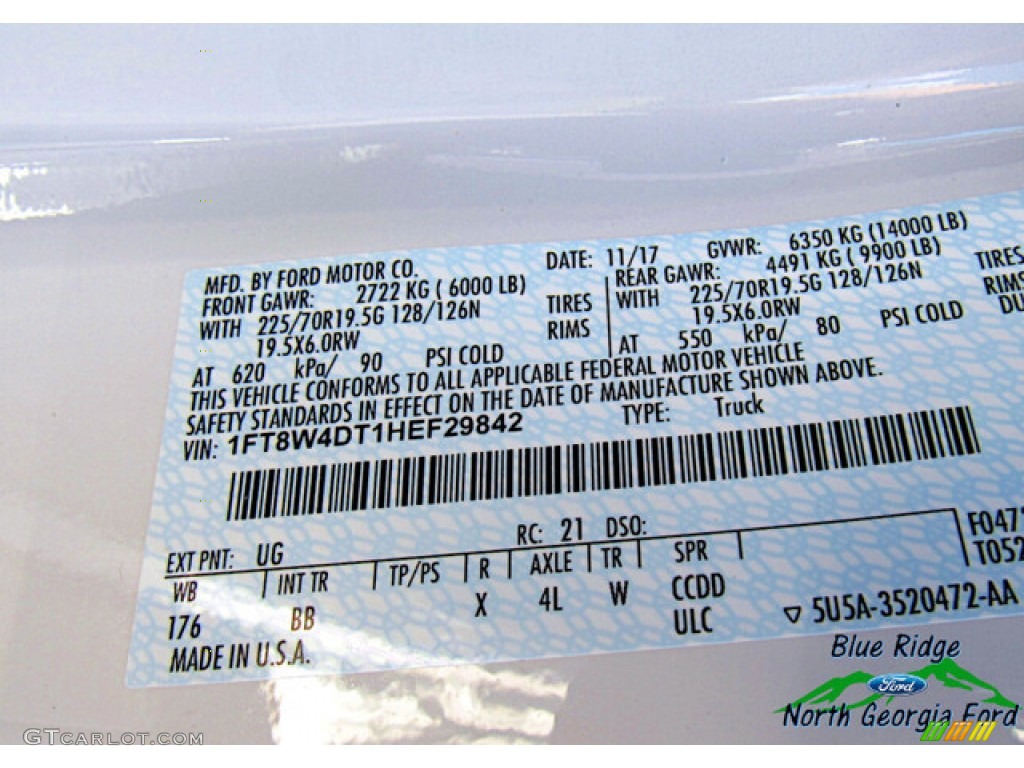 MFD. BY FORD MOTOR CO. DATE: 11/17 GVWR: 6350 KG (14000 LB)
FRONT GAWR: 2722 KG ( 6000 LB) REAR GAWR: 4491 KG ( 9900 LB)
WITH 225/70R19.5G 128/126N TIRES WITH 225/70R19.5G 128/126N TIRES
19.5X6.0RW RIMS 19.5X6.0RW RIMS
AT 620 kPa/ 90 PSI COLD AT 550 kPa/ 80 PSI COLD DU
THIS VEHICLE CONFORMS TO ALL APPLICABLE FEDERAL MOTOR VEHICLE
SAFETY STANDARDS IN EFFECT ON THE DATE OF MANUFACTURE SHOWN ABOVE.
VIN: 1FT8W4DT1HEF29842 TYPE: Truck
EXT PNT: UG RC: 21 DSO: F047
WB INT TR TP/PS R AXLE TR SPR T052
176 BB X 4L W CCDD
ULC ▽ 5U5A-3520472-AA
MADE IN U.S.A.
Blue Ridge
Ford
North Georgia Ford
GTcarlot.com